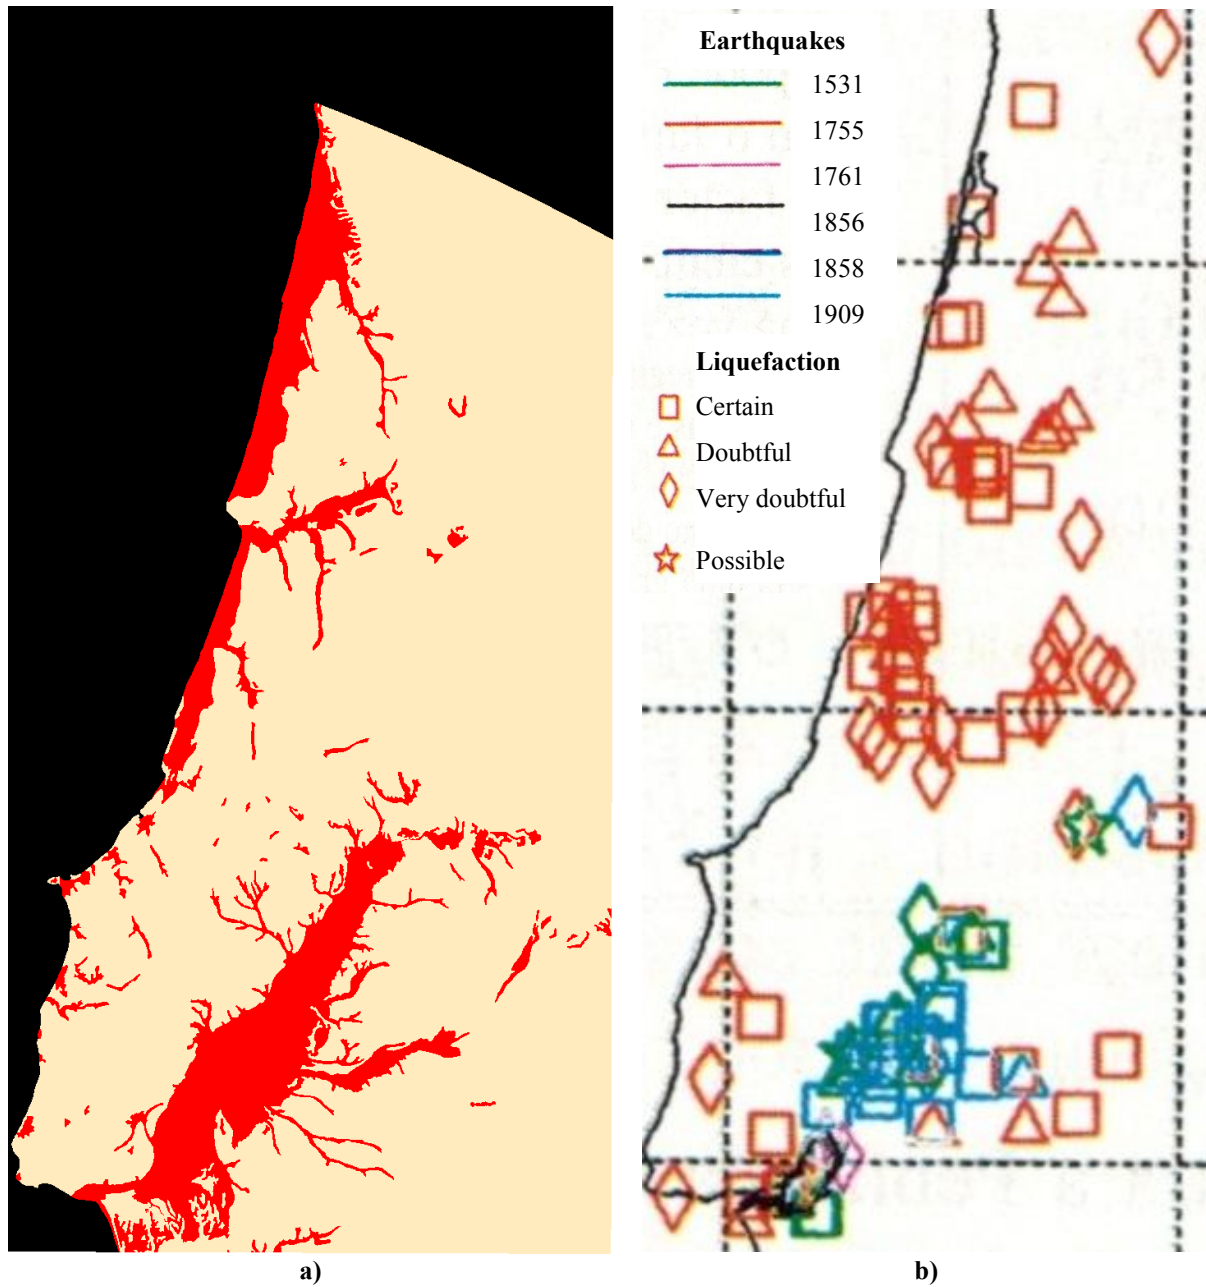 Earthquakes
1531
1755
1761
1856
1858
1909
Liquefaction
Certain
Doubtful
Very doubtful
Possible
a)
b)